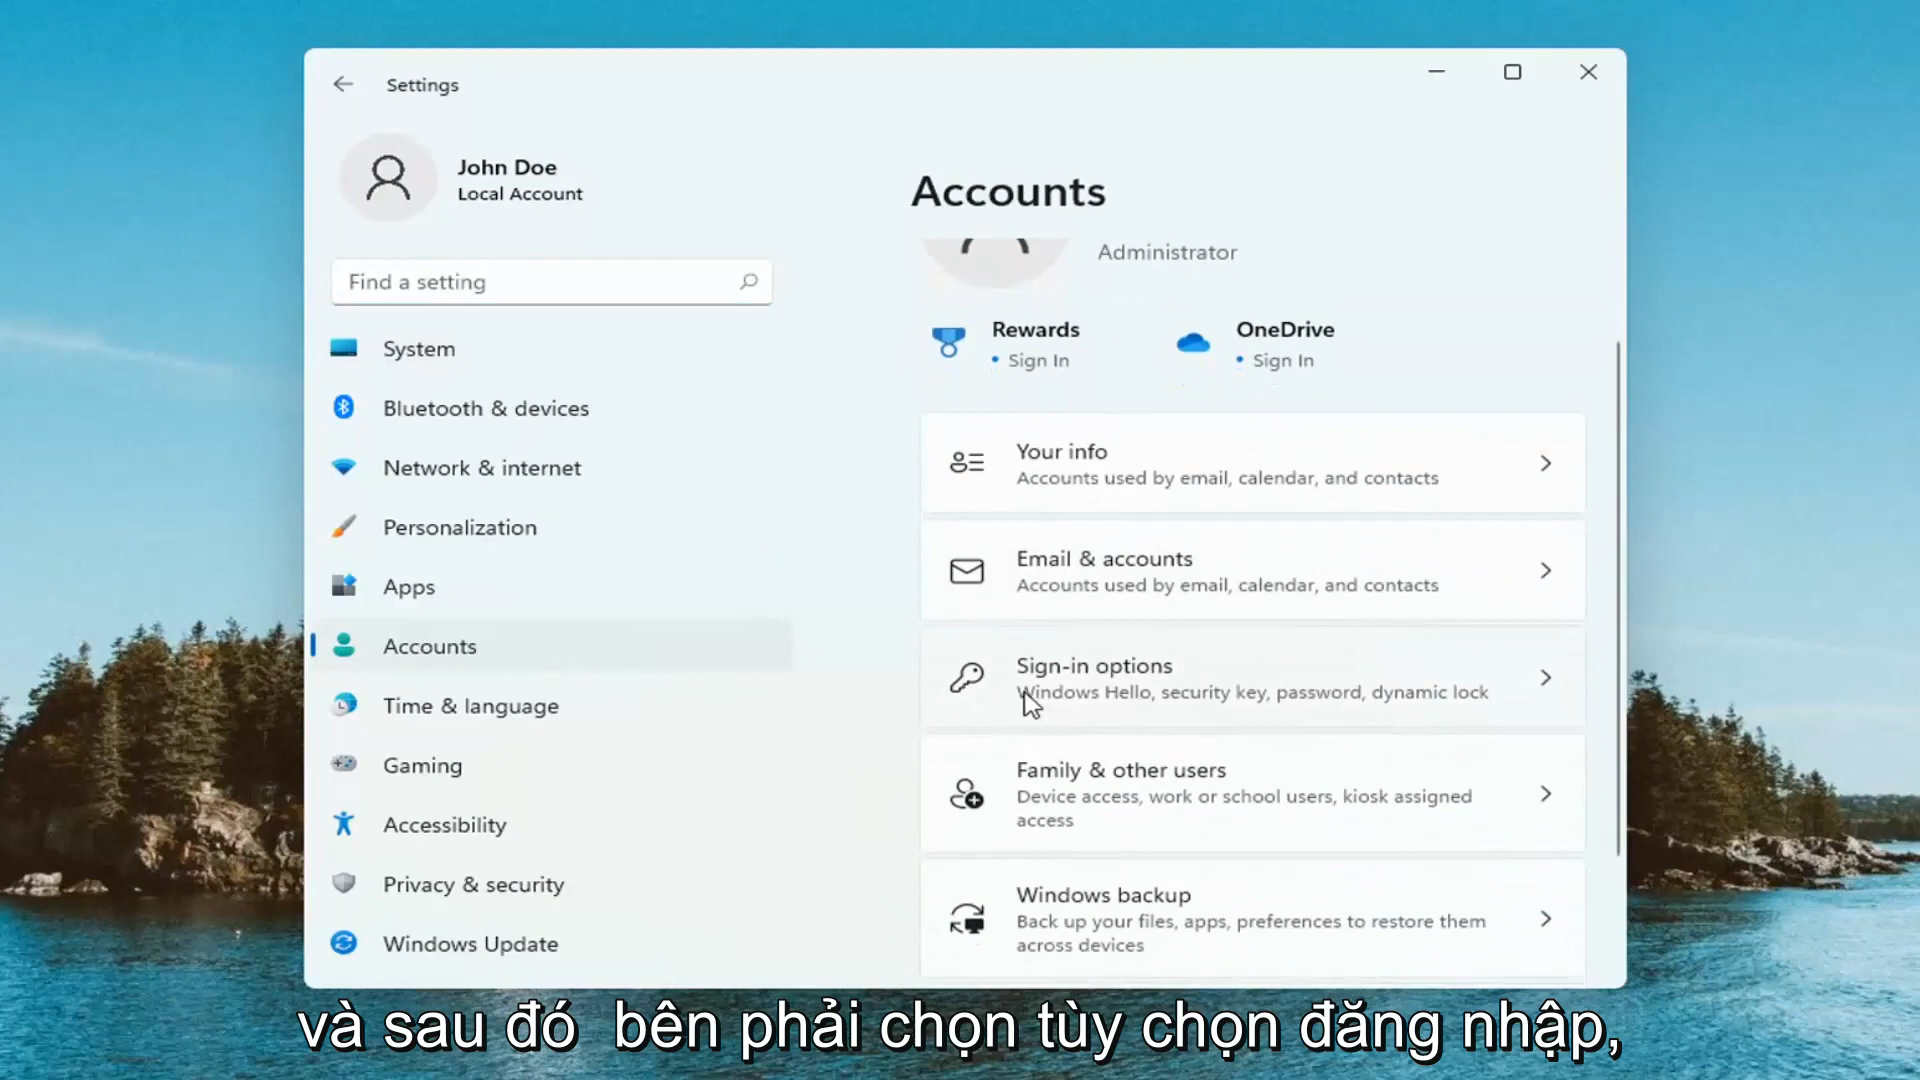 Settings
John Doe
Local Account
Find a setting
System
Bluetooth & devices
Network & internet
Personalization
Apps
Accounts
Time & language
Gaming
Accessibility
Privacy & security
Windows Update
Accounts
Administrator
Rewards
• Sign In
OneDrive
• Sign In
Your info
Accounts used by email, calendar, and contacts
Email & accounts
Accounts used by email, calendar, and contacts
Sign-in options
Windows Hello, security key, password, dynamic lock
Family & other users
Device access, work or school users, kiosk assigned
access
Windows backup
Back up your files, apps, preferences to restore them
across devices
và sau đó bên phải chọn tùy chọn đăng nhập,